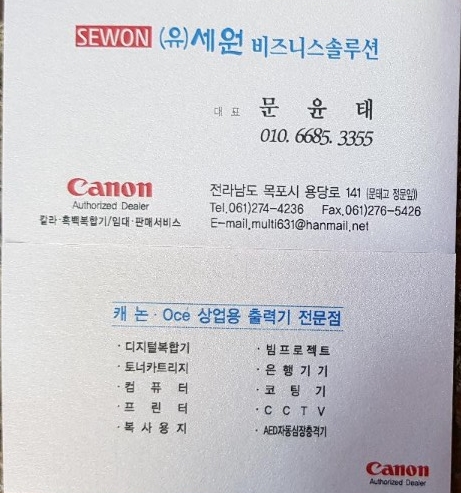 SEWON (유)세원 비즈니스솔루션
대 표 문 윤 태
010. 6685. 3355
Canon
Authorized Dealer
칼라·흑백복합기/임대·판매서비스
전라남도 목포시 용당로 141 (문태고 정문앞)
Tel.061)274-4236 Fax.061)276-5426
E-mail.multi631@hanmail.net
캐 논 · Océ 상업용 출력기 전문점
· 디지털복합기
· 토너카트리지
· 컴 퓨 터
· 프 린 터
· 복 사 용 지
· 빔프로젝트
· 은 행 기 기
· 코 팅 기
· C C T V
· AED자동심장충격기
Canon
Authorized Dealer